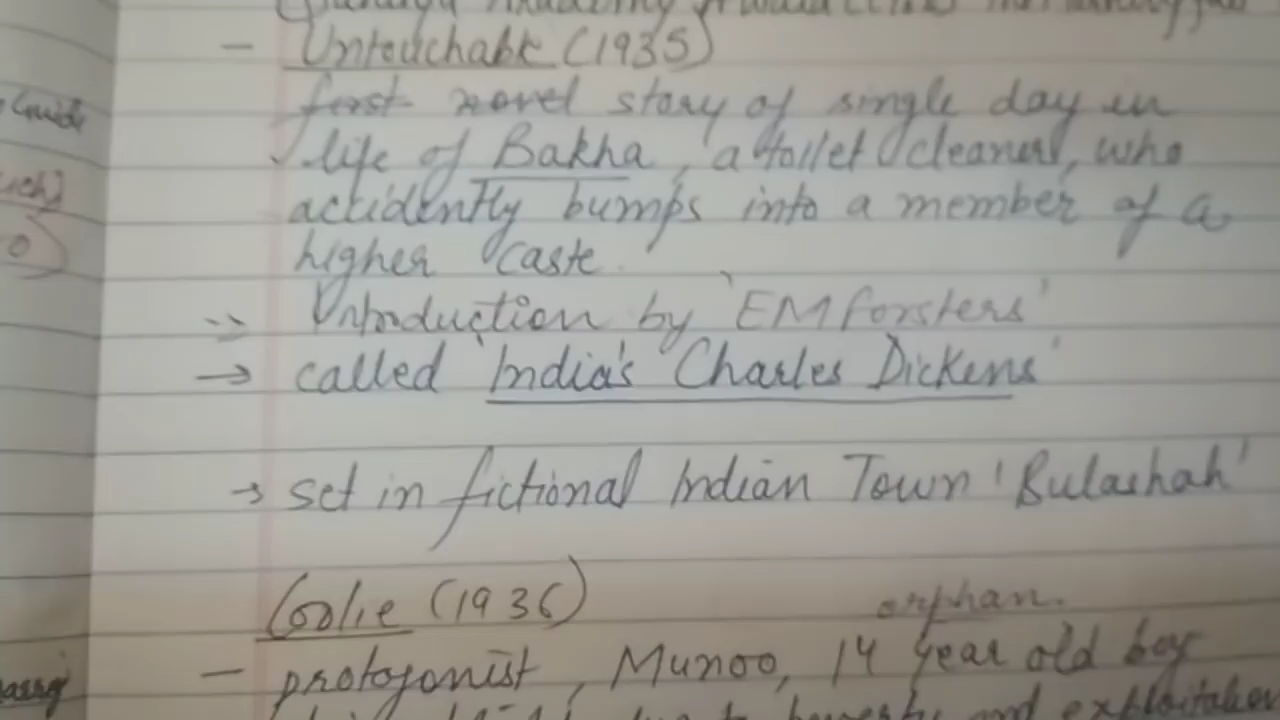 - Untouchable (1935)
first novel story of single day in
life of Bakha, a toilet cleaner, who
accidently bumps into a member of a
higher caste.
Introduction by 'EM Forsters'
→ called 'India's Charles Dickens'
→ set in fictional Indian Town 'Bulashah'
Coolie (1936)
orphan.
- protogonist, Munoo, 14 year old boy
and exploitation